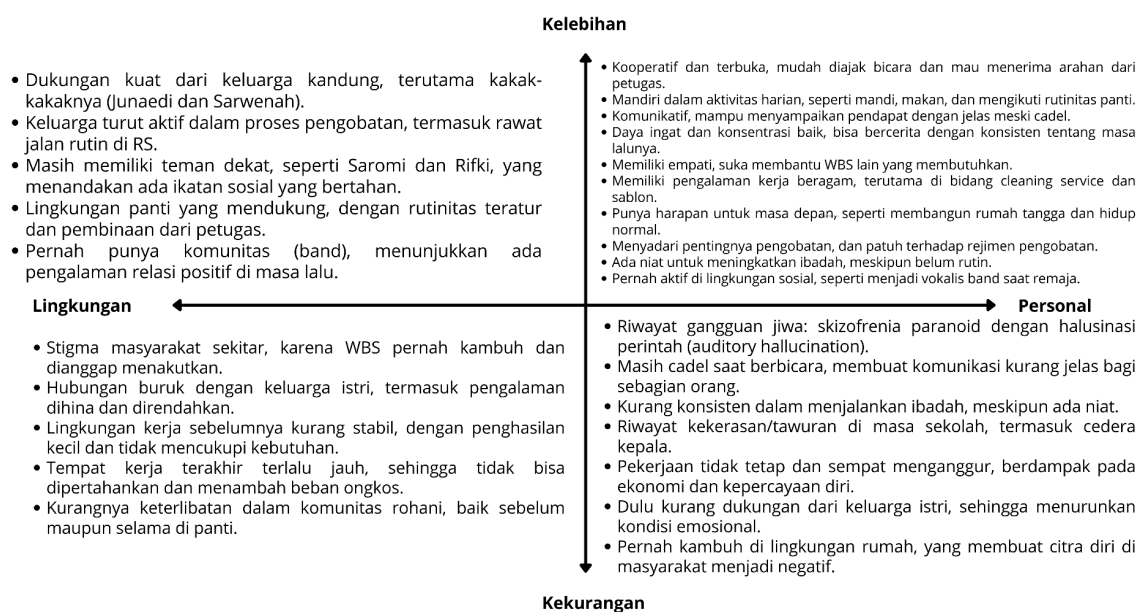 Kelebihan
• Dukungan kuat dari keluarga kandung, terutama kakak-
kakaknya (Junaedi dan Sarwenah).
• Keluarga turut aktif dalam proses pengobatan, termasuk rawat
jalan rutin di RS.
• Masih memiliki teman dekat, seperti Saromi dan Rifki, yang
menandakan ada ikatan sosial yang bertahan.
• Lingkungan panti yang mendukung, dengan rutinitas teratur
dan pembinaan dari petugas.
• Pernah punya komunitas (band), menunjukkan ada
pengalaman relasi positif di masa lalu.
• Kooperatif dan terbuka, mudah diajak bicara dan mau menerima arahan dari
petugas.
• Mandiri dalam aktivitas harian, seperti mandi, makan, dan mengikuti rutinitas panti.
• Komunikatif, mampu menyampaikan pendapat dengan jelas meski cadel.
• Daya ingat dan konsentrasi baik, bisa bercerita dengan konsisten tentang masa
lalunya.
• Memiliki empati, suka membantu WBS lain yang membutuhkan.
• Memiliki pengalaman kerja beragam, terutama di bidang cleaning service dan
sablon.
• Punya harapan untuk masa depan, seperti membangun rumah tangga dan hidup
normal.
• Menyadari pentingnya pengobatan, dan patuh terhadap rejimen pengobatan.
• Ada niat untuk meningkatkan ibadah, meskipun belum rutin.
• Pernah aktif di lingkungan sosial, seperti menjadi vokalis band saat remaja.
Lingkungan
Personal
• Stigma masyarakat sekitar, karena WBS pernah kambuh dan
dianggap menakutkan.
• Hubungan buruk dengan keluarga istri, termasuk pengalaman
dihina dan direndahkan.
• Lingkungan kerja sebelumnya kurang stabil, dengan penghasilan
kecil dan tidak mencukupi kebutuhan.
• Tempat kerja terakhir terlalu jauh, sehingga tidak bisa
dipertahankan dan menambah beban ongkos.
• Kurangnya keterlibatan dalam komunitas rohani, baik sebelum
maupun selama di panti.
• Riwayat gangguan jiwa: skizofrenia paranoid dengan halusinasi
perintah (auditory hallucination).
• Masih cadel saat berbicara, membuat komunikasi kurang jelas bagi
sebagian orang.
• Kurang konsisten dalam menjalankan ibadah, meskipun ada niat.
• Riwayat kekerasan/tawuran di masa sekolah, termasuk cedera
kepala.
• Pekerjaan tidak tetap dan sempat menganggur, berdampak pada
ekonomi dan kepercayaan diri.
• Dulu kurang dukungan dari keluarga istri, sehingga menurunkan
kondisi emosional.
• Pernah kambuh di lingkungan rumah, yang membuat citra diri di
masyarakat menjadi negatif.
Kekurangan